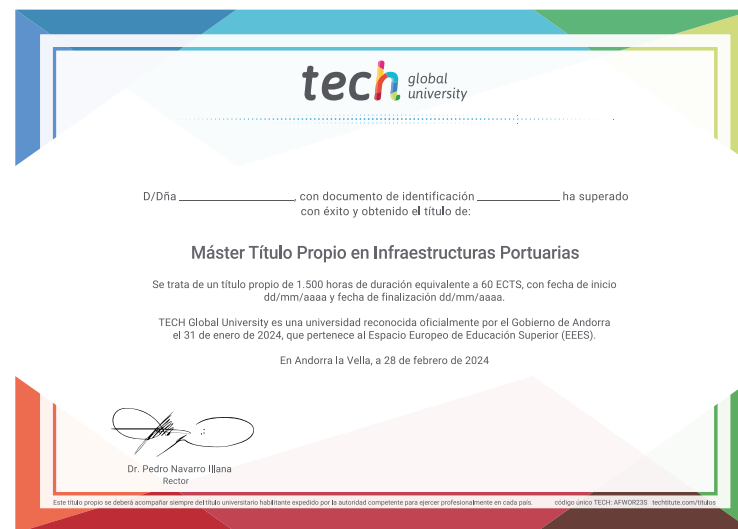 tech global university
D/Dña ____________, con documento de identificación ____________ ha superado
con éxito y obtenido el título de:
Máster Título Propio en Infraestructuras Portuarias
Se trata de un título propio de 1.500 horas de duración equivalente a 60 ECTS, con fecha de inicio
dd/mm/aaaa y fecha de finalización dd/mm/aaaa.
TECH Global University es una universidad reconocida oficialmente por el Gobierno de Andorra
el 31 de enero de 2024, que pertenece al Espacio Europeo de Educación Superior (EEES).
En Andorra la Vella, a 28 de febrero de 2024
Dr. Pedro Navarro Illana
Rector
Este título propio se deberá acompañar siempre del título universitario habilitante expedido por la autoridad competente para ejercer profesionalmente en cada país. código único TECH: AFWOR23S techtitute.com/titulos